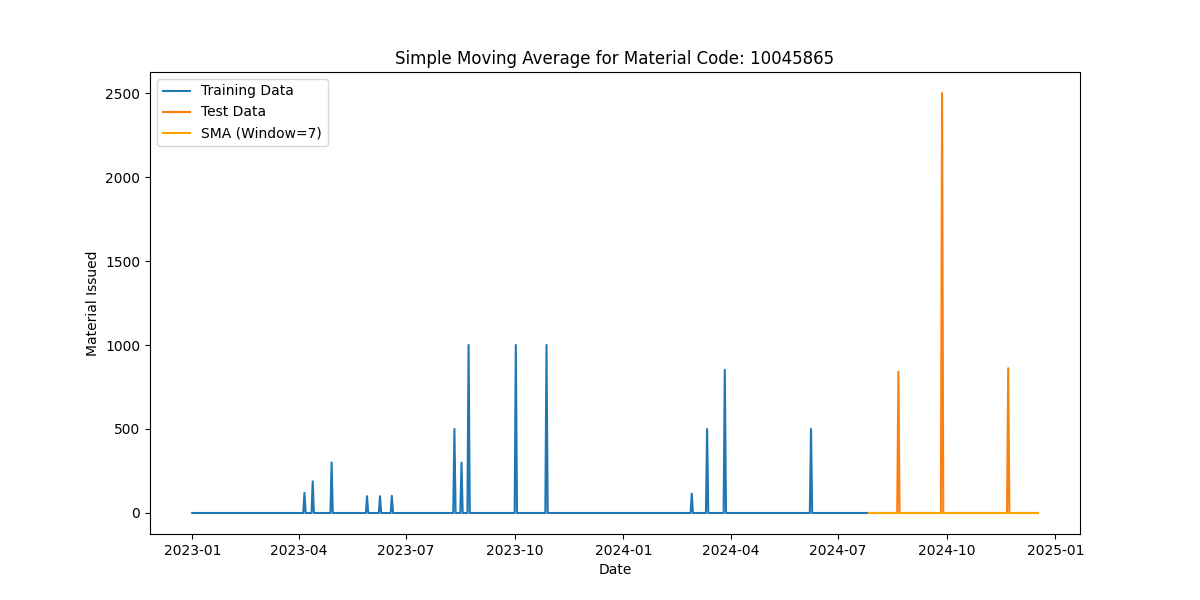 Simple Moving Average for Material Code: 10045865
Training Data
Test Data
SMA (Window=7)
2500
2000
1500
1000
500
0
Material Issued
2023-01 2023-04 2023-07 2023-10 2024-01 2024-04 2024-07 2024-10 2025-01
Date